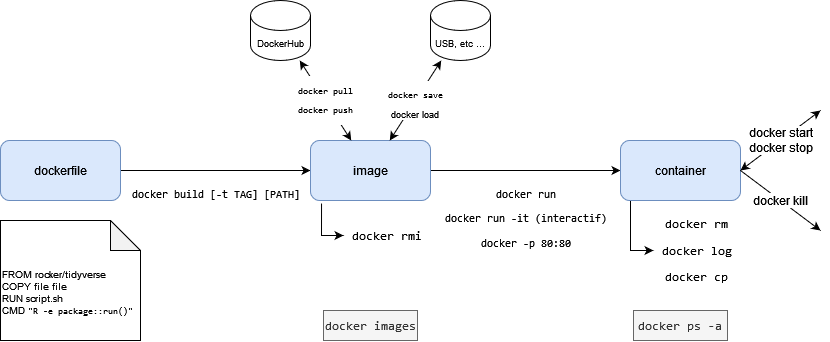 DockerHub
USB, etc ...
docker pull
docker push
docker save
docker load
dockerfile
docker build [-t TAG] [PATH]
image
docker run
docker run -it (interactif)
docker -p 80:80
container
docker start
docker stop
docker kill
docker rmi
docker rm
docker log
docker cp
FROM rocker/tidyverse
COPY file file
RUN script.sh
CMD "R -e package::run()"
docker images
docker ps -a